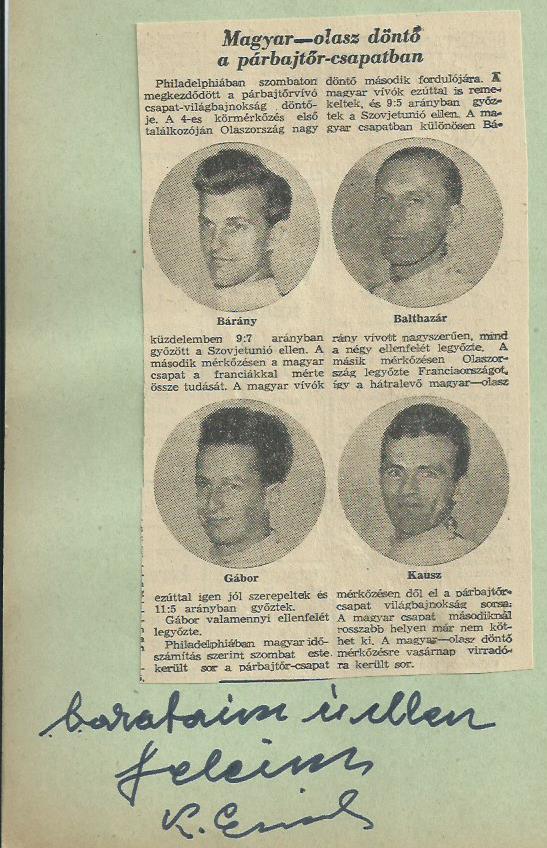 Magyar—olasz döntő
a párbajtőr-csapatban
Philadelphiában szombaton
megkezdődött a párbajtőrvívó
csapat-világbajnokság döntő-
je. A 4-es körmérkőzés első
találkozóján Olaszország nagy
Bárány
küzdelemben 9:7 arányban
győzött a Szovjetunió ellen. A
második mérkőzésen a magyar
csapat a franciákkal mérte
össze tudását. A magyar vívók
Gábor
ezúttal igen jól szerepeltek és
11:5 arányban győztek.
Gábor valamennyi ellenfelét
legyőzte.
Philadelphiában magyar idő-
számítás szerint szombat este
került sor a párbajtőr-csapat
döntő második fordulójára. A
magyar vívók ezúttal is reme-
keltek, és 9:5 arányban győz-
tek a Szovjetunió ellen. A ma-
gyar csapatban különösen Bá-
Balthazár
rány vívott nagyszerűen, mind
a négy ellenfelét legyőzte. A
másik mérkőzésen Olaszor-
szág legyőzte Franciaországot,
így a hátralevő magyar—olasz
Kausz
mérkőzésen dől el a párbajtőr-
csapat világbajnokság sorsa.
A magyar csapat másodiknál
rosszabb helyen már nem köt-
het ki. A magyar—olasz döntő
mérkőzésre vasárnap virradó-
ra került sor.
barataim és ellen
feleim